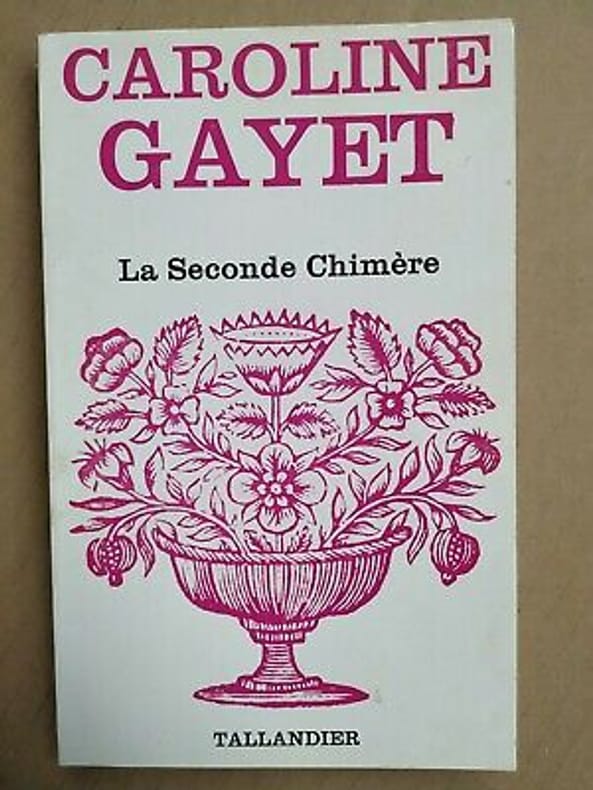 CAROLINE
GAYET
La Seconde Chimère
TALLANDIER